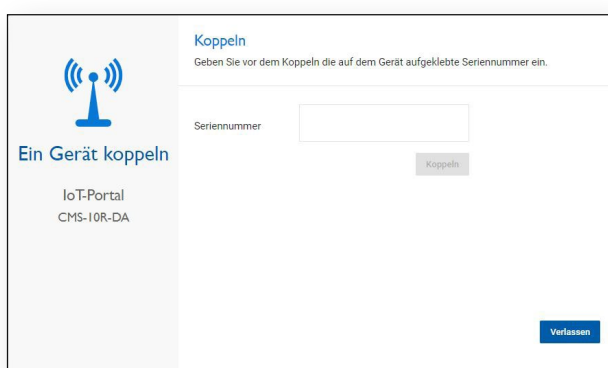 Koppeln
Geben Sie vor dem Koppeln die auf dem Gerät aufgeklebte Seriennummer ein.
Ein Gerät koppeln
IoT-Portal
CMS-10R-DA
Seriennummer
Koppeln
Verlassen